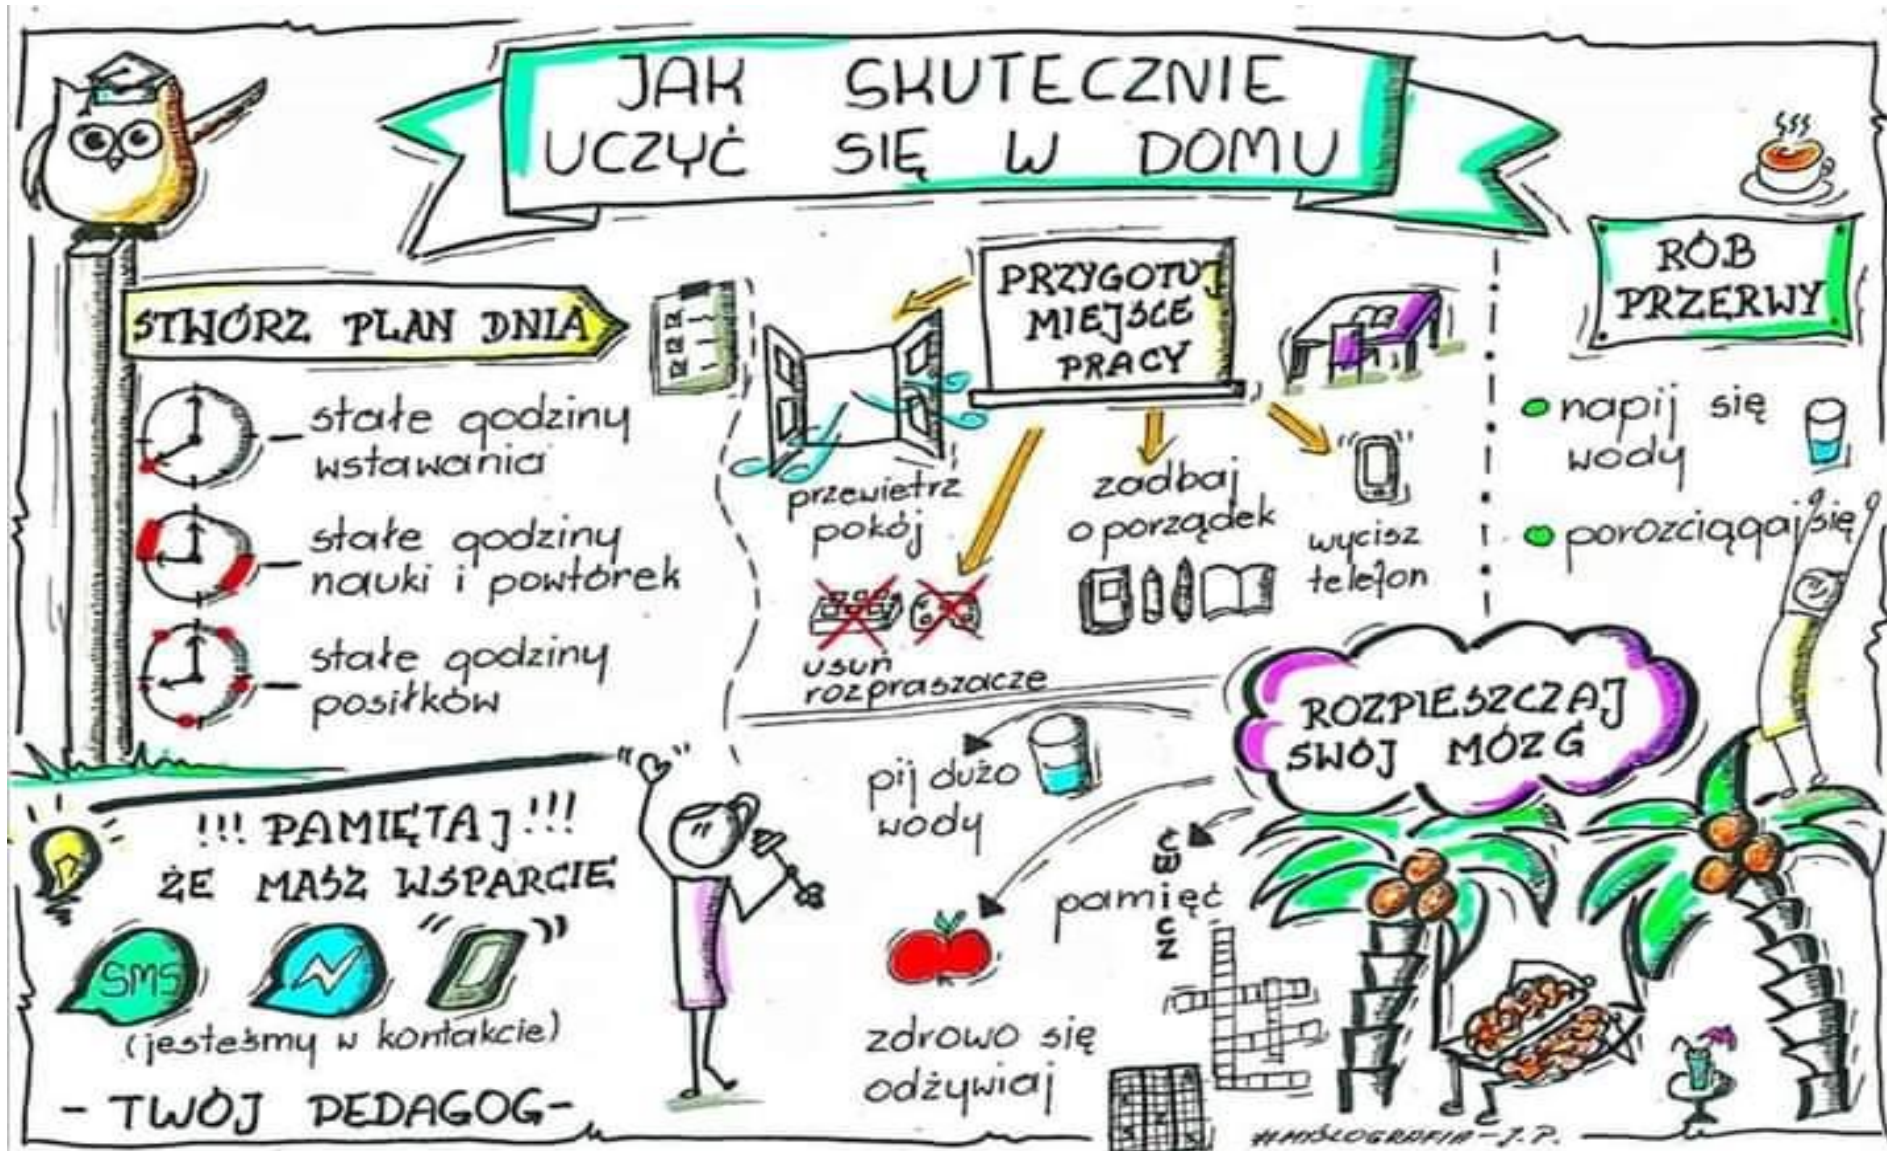 JAK SKUTECZNIE
UCZYĆ SIĘ W DOMU
STWÓRZ PLAN DNIA
stałe godziny
wstawania
stałe godziny
nauki i powtórek
stałe godziny
posiłków
PRZYGOTUJ
MIEJSCE
PRACY
przewietrz
pokój
usuń
rozpraszacze
zadbaj
o porządek
wycisz
telefon
RÓB
PRZERWY
napij się
wody
porozciągaj się
ROZPIESZCZAJ
SWÓJ MÓZG
pij dużo
wody
zdrowo się
odżywiaj
ćwicz
pamięć
!!! PAMIĘTAJ !!!
ŻE MASZ WSPARCIE
SMS
(jesteśmy w kontakcie)
- TWÓJ PEDAGOG -
#MYŚLOGRAFIA - J.P.